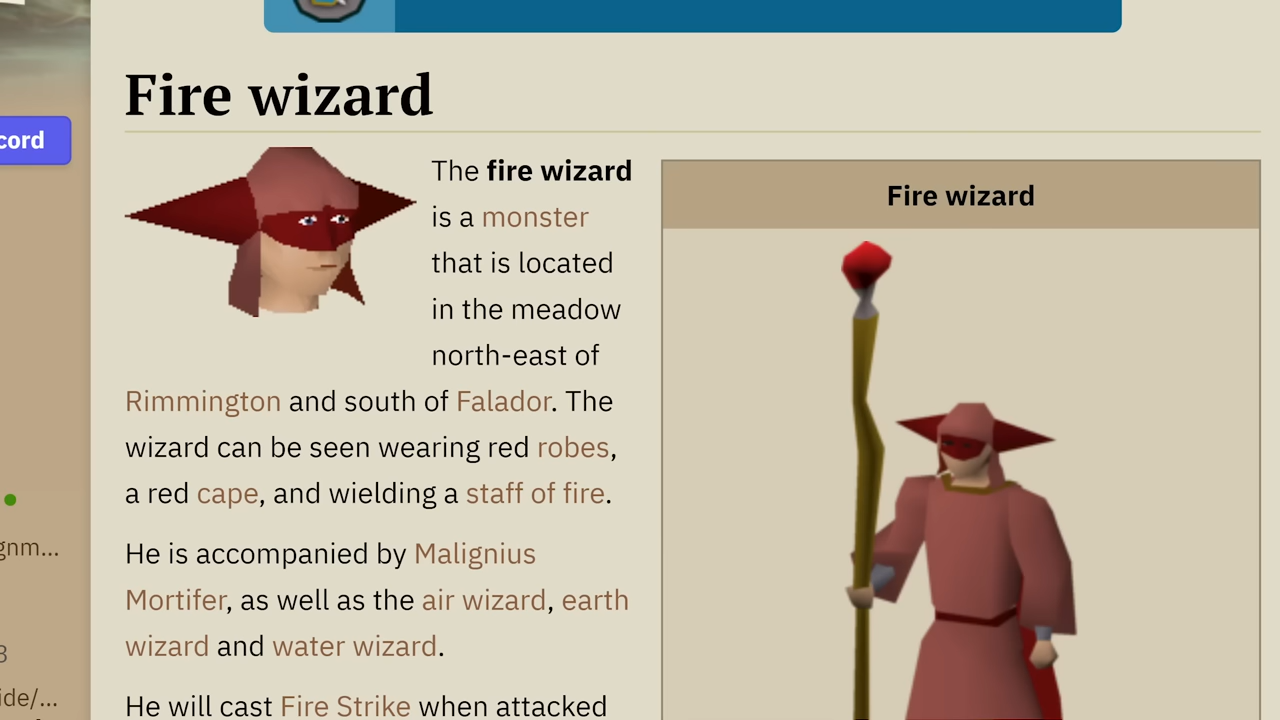 Fire wizard
cord
The fire wizard
is a monster
that is located
in the meadow
north-east of
Rimmington and south of Falador. The
wizard can be seen wearing red robes,
a red cape, and wielding a staff of fire.
He is accompanied by Malignius
Mortifer, as well as the air wizard, earth
wizard and water wizard.
He will cast Fire Strike when attacked
Fire wizard
gnm...
ide/...